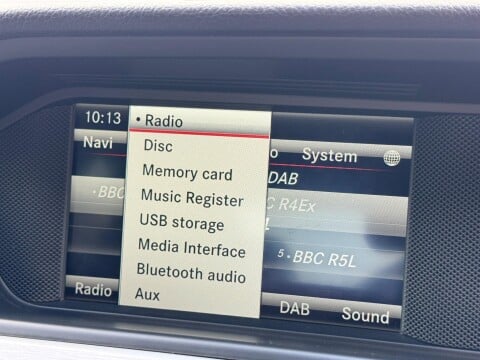 10:13
• Radio
Navi
o System
Disc
DAB
Memory card
• BBC
C R4Ex
Music Register
USB storage
Media Interface
5 • BBC R5L
Bluetooth audio
Radio
Aux
DAB
Sound